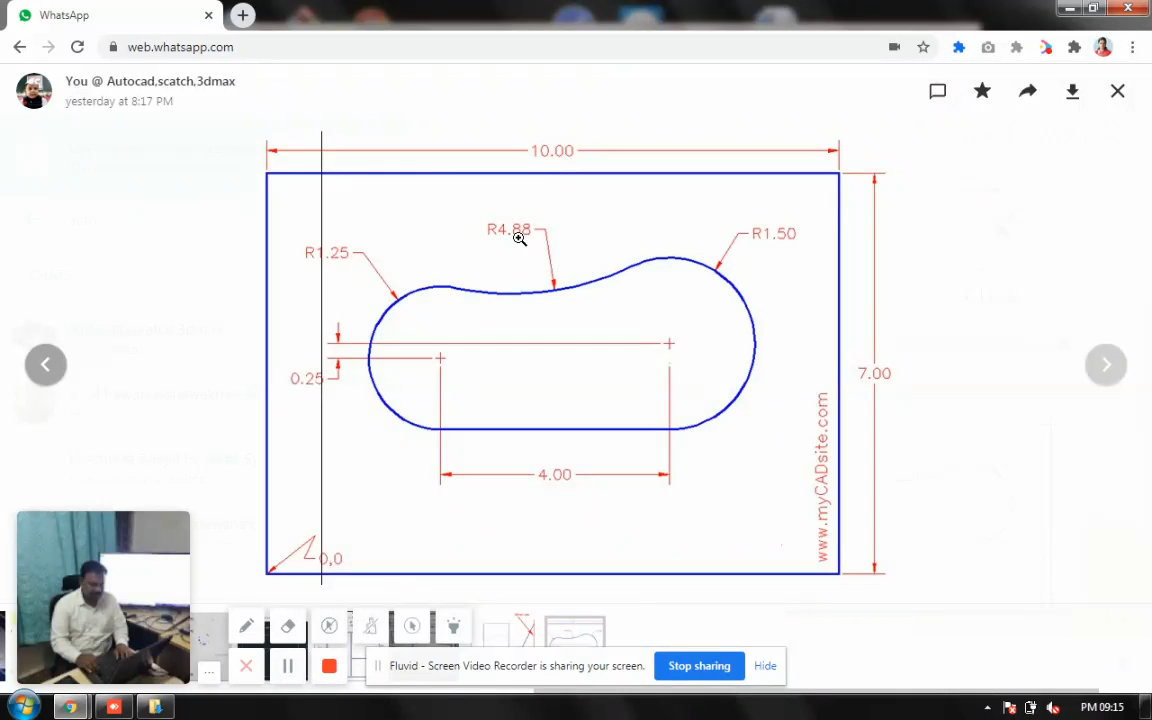 WhatsApp
web.whatsapp.com
You @ Autocad,scatch,3dmax
yesterday at 8:17 PM
10.00
R4.88
R1.50
R1.25
0.25
7.00
4.00
www.myCADsite.com
0,0
Fluvid - Screen Video Recorder is sharing your screen.
Stop sharing
Hide
PM 09:15